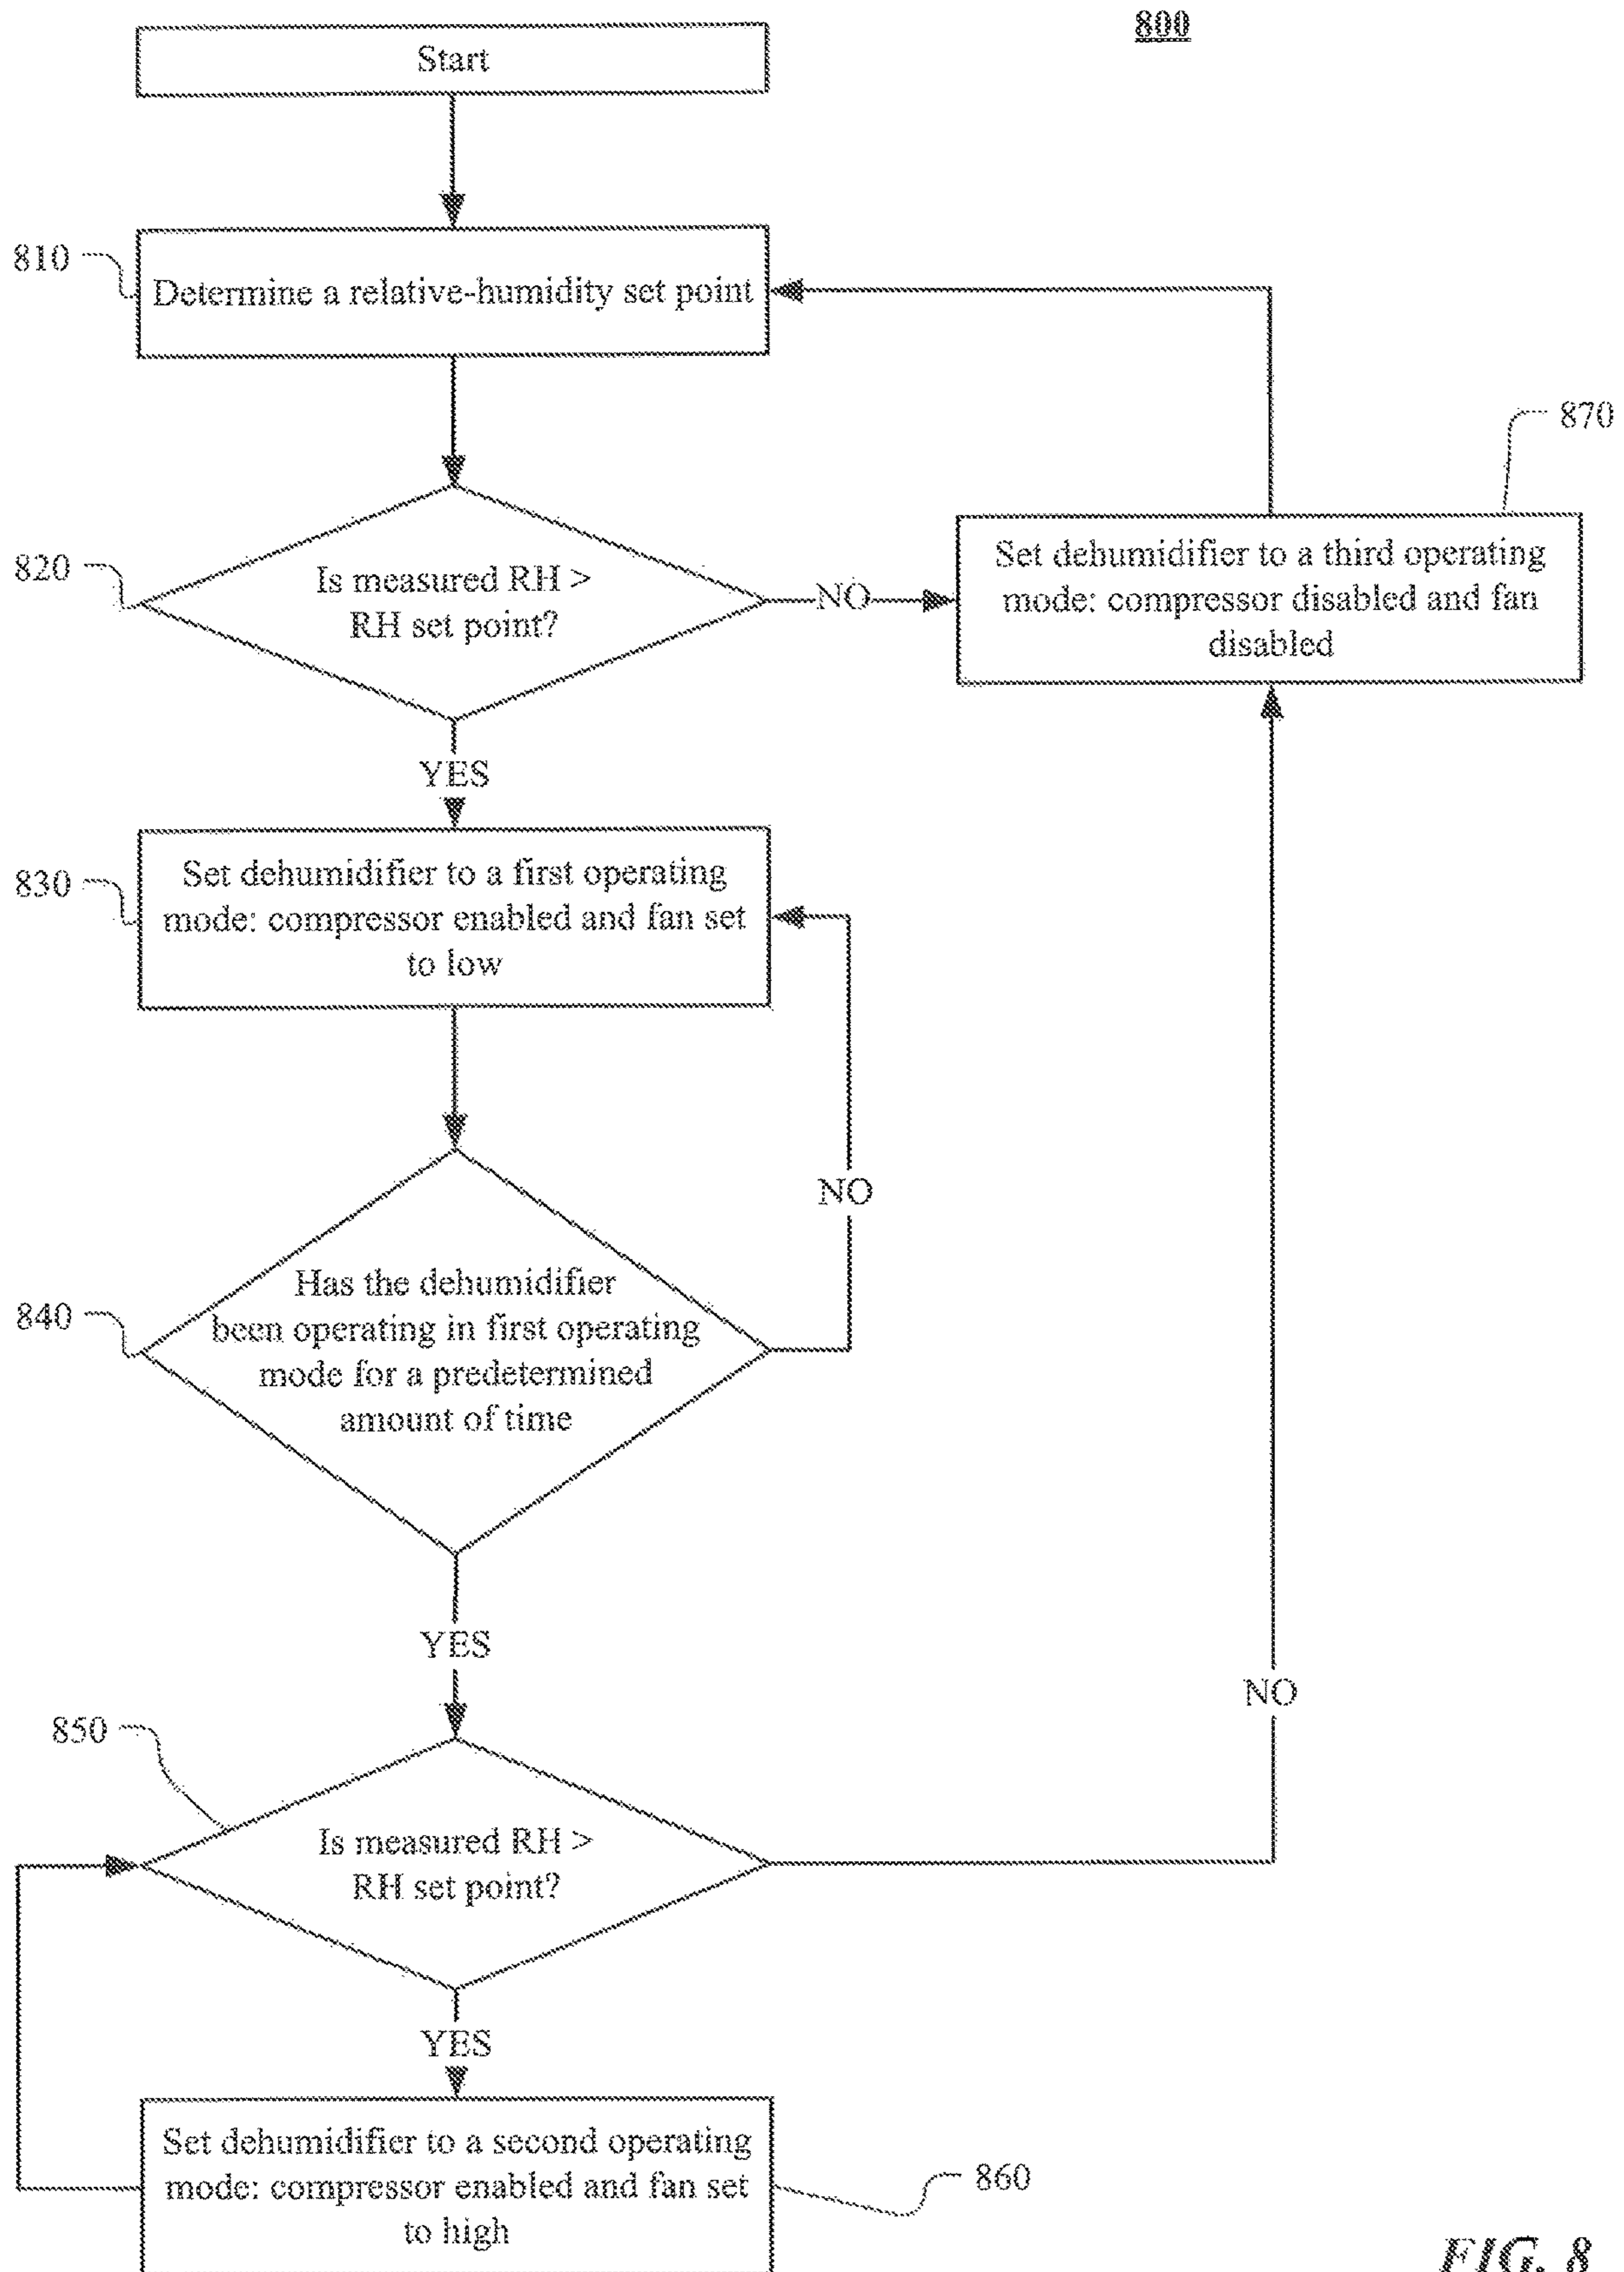 800
Start
810
Determine a relative-humidity set point
870
820
Is measured RH >
RH set point?
NO
Set dehumidifier to a third operating
mode: compressor disabled and fan
disabled
YES
830
Set dehumidifier to a first operating
mode: compressor enabled and fan set
to low
NO
840
Has the dehumidifier
been operating in first operating
mode for a predetermined
amount of time
YES
NO
850
Is measured RH >
RH set point?
YES
Set dehumidifier to a second operating
mode: compressor enabled and fan set
to high
860
FIG. 8